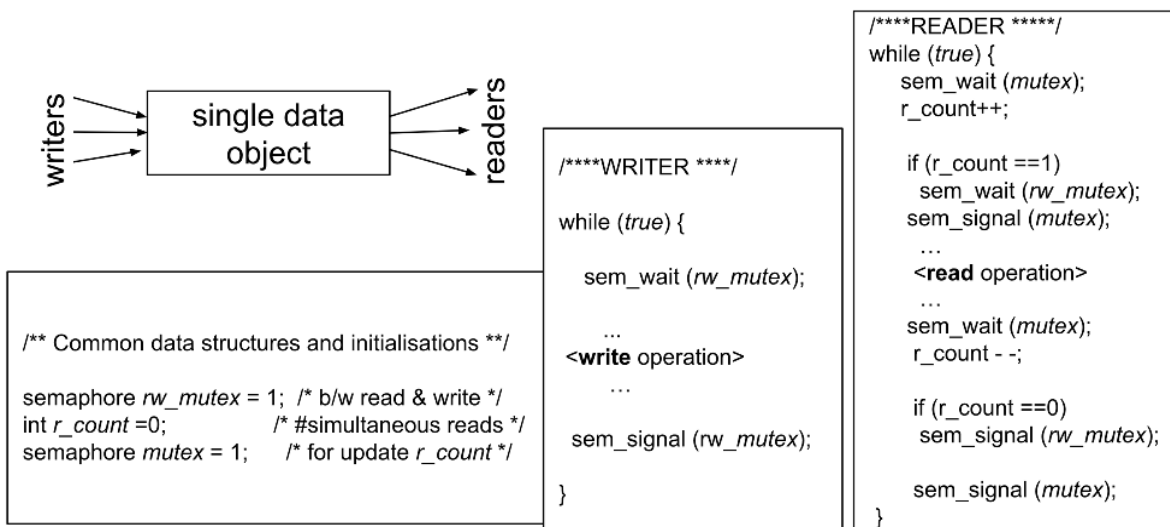 writers
single data
object
readers
/** Common data structures and initialisations **/
semaphore rw_mutex = 1; /* b/w read & write */
int r_count =0; /* #simultaneous reads */
semaphore mutex = 1; /* for update r_count */
/****WRITER ****/
while (true) {
sem_wait (rw_mutex);
...
<write operation>
...
sem_signal (rw_mutex);
}
/****READER *****/
while (true) {
sem_wait (mutex);
r_count++;
if (r_count ==1)
sem_wait (rw_mutex);
sem_signal (mutex);
...
<read operation>
...
sem_wait (mutex);
r_count - -;
if (r_count ==0)
sem_signal (rw_mutex);
sem_signal (mutex);
}